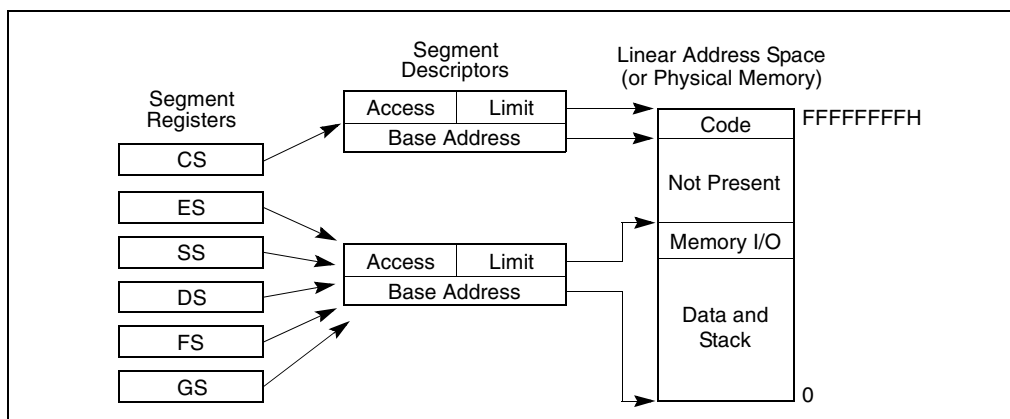 Segment
Registers
CS
ES
SS
DS
FS
GS
Segment
Descriptors
Access
Limit
Base Address
Access
Limit
Base Address
Linear Address Space
(or Physical Memory)
Code
FFFFFFFFH
Not Present
Memory I/O
Data and
Stack
0